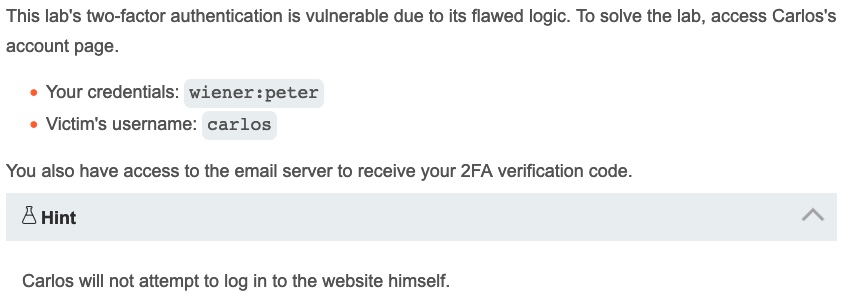 This lab's two-factor authentication is vulnerable due to its flawed logic. To solve the lab, access Carlos's
account page.
• Your credentials: wiener:peter
• Victim's username: carlos
You also have access to the email server to receive your 2FA verification code.
Hint
Carlos will not attempt to log in to the website himself.